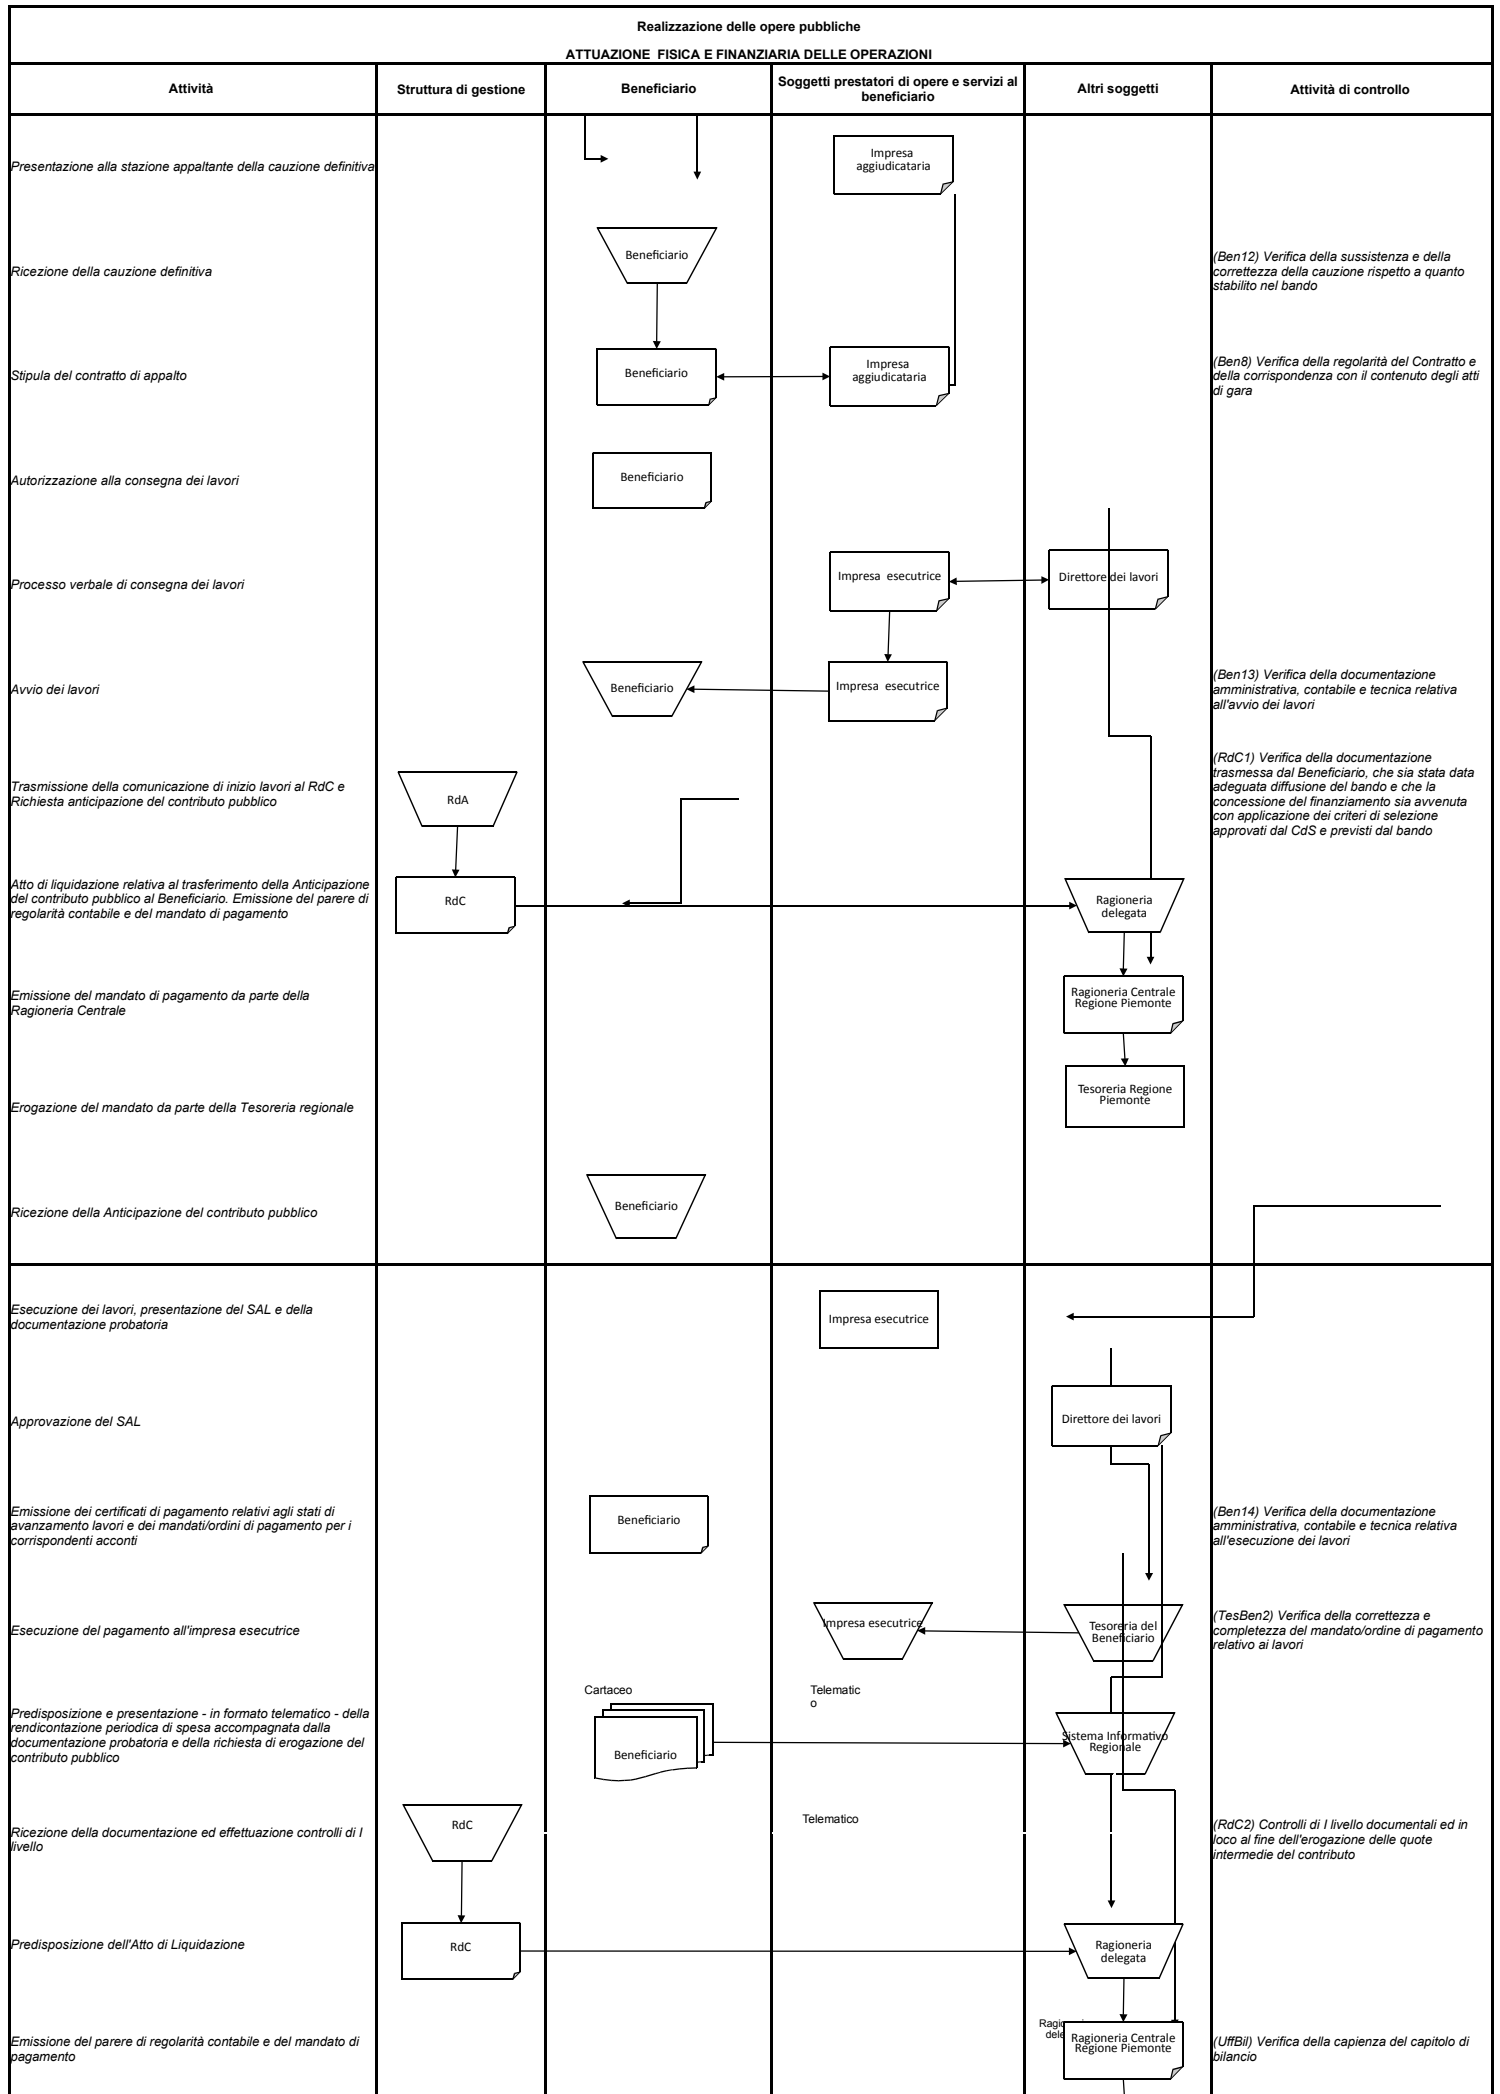 Realizzazione delle opere pubbliche
ATTUAZIONE FISICA E FINANZIARIA DELLE OPERAZIONI
Attività
Struttura di gestione
Beneficiario
Soggetti prestatori di opere e servizi al
beneficiario
Altri soggetti
Attività di controllo
Presentazione alla stazione appaltante della cauzione definitiva
Impresa
aggiudicataria
Ricezione della cauzione definitiva
Beneficiario
(Ben12) Verifica della sussistenza e della
correttezza della cauzione rispetto a quanto
stabilito nel bando
Stipula del contratto di appalto
Beneficiario
Impresa
aggiudicataria
(Ben8) Verifica della regolarità del Contratto e
della corrispondenza con il contenuto degli atti
di gara
Autorizzazione alla consegna dei lavori
Beneficiario
Processo verbale di consegna dei lavori
Impresa esecutrice
Direttore dei lavori
Avvio dei lavori
Beneficiario
Impresa esecutrice
(Ben13) Verifica della documentazione
amministrativa, contabile e tecnica relativa
all'avvio dei lavori
Trasmissione della comunicazione di inizio lavori al RdC e
Richiesta anticipazione del contributo pubblico
RdA
(RdC1) Verifica della documentazione
trasmessa dal Beneficiario, che sia stata data
adeguata diffusione del bando e che la
concessione del finanziamento sia avvenuta
con applicazione dei criteri di selezione
approvati dal CdS e previsti dal bando
Atto di liquidazione relativa al trasferimento della Anticipazione
del contributo pubblico al Beneficiario. Emissione del parere di
regolarità contabile e del mandato di pagamento
RdC
Ragioneria
delegata
Emissione del mandato di pagamento da parte della
Ragioneria Centrale
Ragioneria Centrale
Regione Piemonte
Erogazione del mandato da parte della Tesoreria regionale
Tesoreria Regione
Piemonte
Ricezione della Anticipazione del contributo pubblico
Beneficiario
Esecuzione dei lavori, presentazione del SAL e della
documentazione probatoria
Impresa esecutrice
Approvazione del SAL
Direttore dei lavori
Emissione dei certificati di pagamento relativi agli stati di
avanzamento lavori e dei mandati/ordini di pagamento per i
corrispondenti acconti
Beneficiario
(Ben14) Verifica della documentazione
amministrativa, contabile e tecnica relativa
all'esecuzione dei lavori
Esecuzione del pagamento all'impresa esecutrice
Impresa esecutrice
Tesoreria del
Beneficiario
(TesBen2) Verifica della correttezza e
completezza del mandato/ordine di pagamento
relativo ai lavori
Cartaceo
Telematic
o
Predisposizione e presentazione - in formato telematico - della
rendicontazione periodica di spesa accompagnata dalla
documentazione probatoria e della richiesta di erogazione del
contributo pubblico
Beneficiario
Sistema Informativo
Regionale
Telematico
Ricezione della documentazione ed effettuazione controlli di I
livello
RdC
(RdC2) Controlli di I livello documentali ed in
loco al fine dell'erogazione delle quote
intermedie del contributo
Predisposizione dell'Atto di Liquidazione
RdC
Ragioneria
delegata
Emissione del parere di regolarità contabile e del mandato di
pagamento
Ragioneria Centrale
Regione Piemonte
(UffBil) Verifica della capienza del capitolo di
bilancio